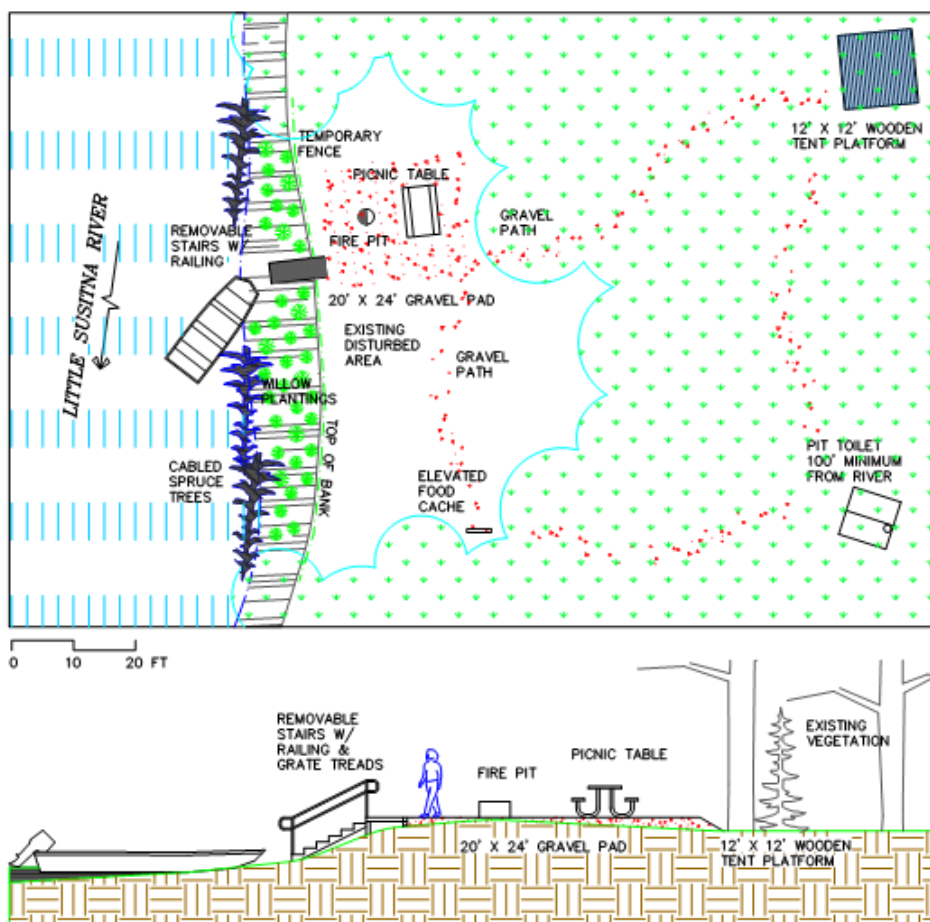 TEMPORARY
FENCE
12' X 12' WOODEN
TENT PLATFORM
PICNIC TABLE
REMOVABLE
STAIRS W/
RAILING
FIRE PIT
GRAVEL
PATH
LITTLE SUSITNA RIVER
20' X 24' GRAVEL PAD
EXISTING
DISTURBED
AREA
GRAVEL
PATH
WILLOW
PLANTINGS
TOP OF BANK
CABLED
SPRUCE
TREES
ELEVATED
FOOD
CACHE
PIT TOILET
100' MINIMUM
FROM RIVER
0 10 20 FT
REMOVABLE
STAIRS W/
RAILING &
GRATE TREADS
FIRE PIT
PICNIC TABLE
EXISTING
VEGETATION
20' X 24' GRAVEL PAD
12' X 12' WOODEN
TENT PLATFORM